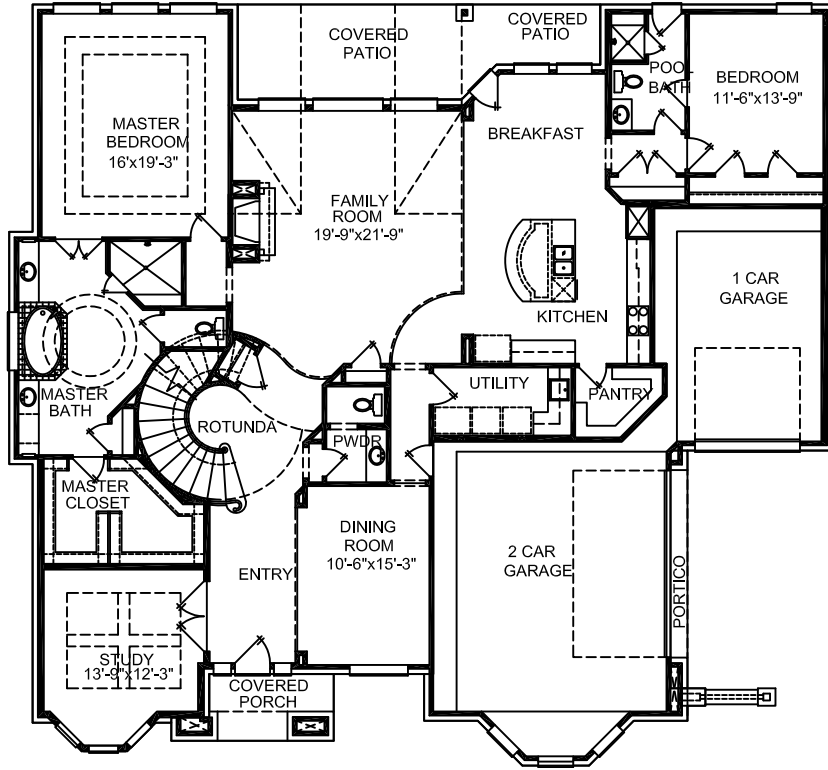 COVERED
PATIO
COVERED
PATIO
POOL
BATH
BEDROOM
11'-6"x13'-9"
MASTER
BEDROOM
16'x19'-3"
BREAKFAST
FAMILY
ROOM
19'-9"x21'-9"
1 CAR
GARAGE
KITCHEN
MASTER
BATH
UTILITY
PANTRY
ROTUNDA
PWDR
MASTER
CLOSET
DINING
ROOM
10'-6"x15'-3"
2 CAR
GARAGE
ENTRY
PORTICO
STUDY
13'-9"x12'-3"
COVERED
PORCH